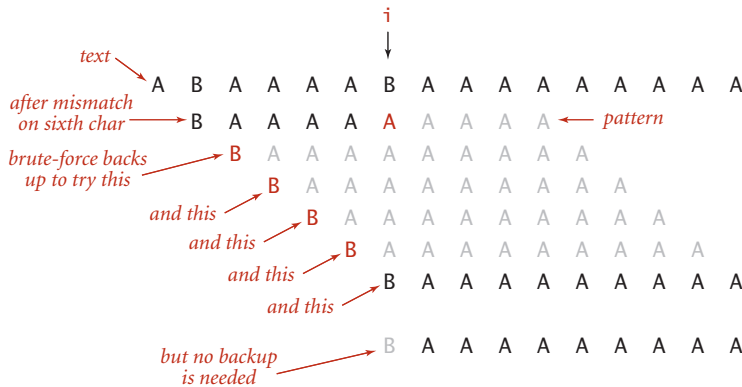 i
text
A B A A A A B A A A A A A A A A
after mismatch
on sixth char
B A A A A A A A A A
pattern
brute-force backs
up to try this
B A A A A A A A A A
and this
B A A A A A A A A A
and this
B A A A A A A A A A
and this
B A A A A A A A A A
and this
B A A A A A A A A A
but no backup
is needed
B A A A A A A A A A